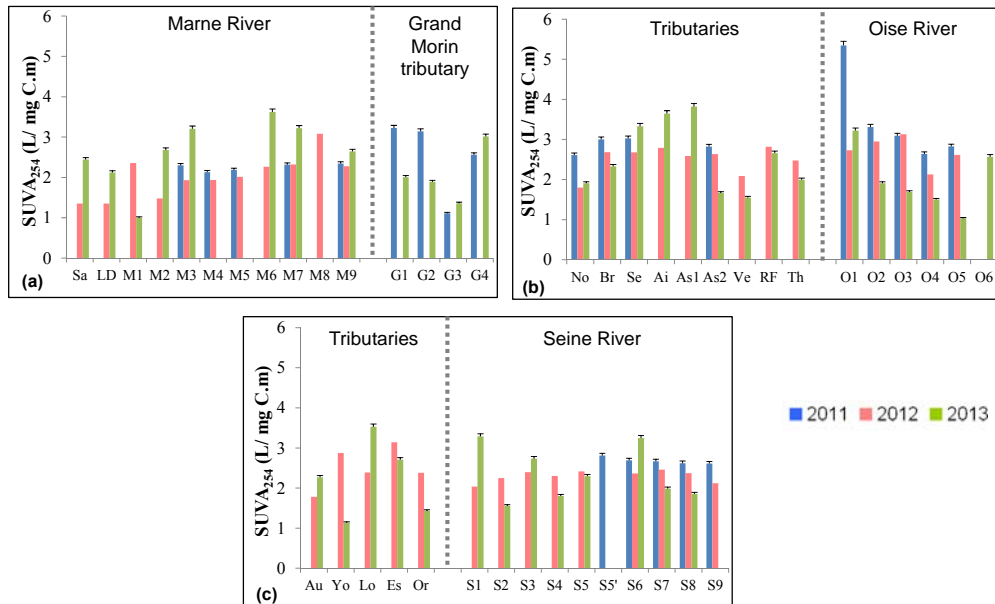 Marne River
Grand
Morin
tributary
SUVA254 (L/ mg C.m)
6
5
4
3
2
1
0
Sa LD M1 M2 M3 M4 M5 M6 M7 M8 M9 G1 G2 G3 G4
(a)
Tributaries
Oise River
SUVA254 (L/ mg C.m)
6
5
4
3
2
1
0
No Br Se Ai As1 As2 Ve RF Th O1 O2 O3 O4 O5 O6
(b)
Tributaries
Seine River
SUVA254 (L/ mg C.m)
6
5
4
3
2
1
0
Au Yo Lo Es Or S1 S2 S3 S4 S5 S5' S6 S7 S8 S9
(c)
2011 2012 2013